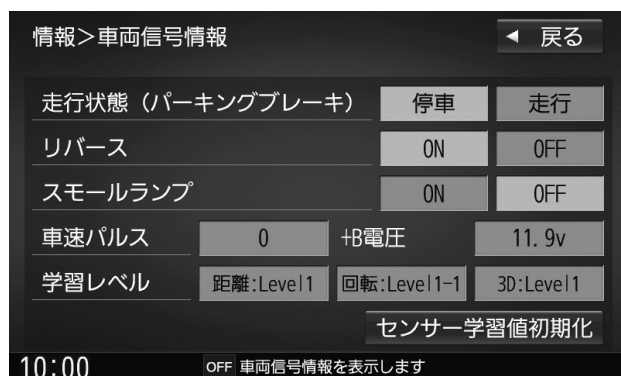 情報>車両信号情報 ◀ 戻る
走行状態（パーキングブレーキ） 停車 走行
リバース ON OFF
スモールランプ ON OFF
車速パルス 0 +B電圧 11.9v
学習レベル 距離:Level1 回転:Level1-1 3D:Level1
センサー学習値初期化
10:00 OFF 車両信号情報を表示します